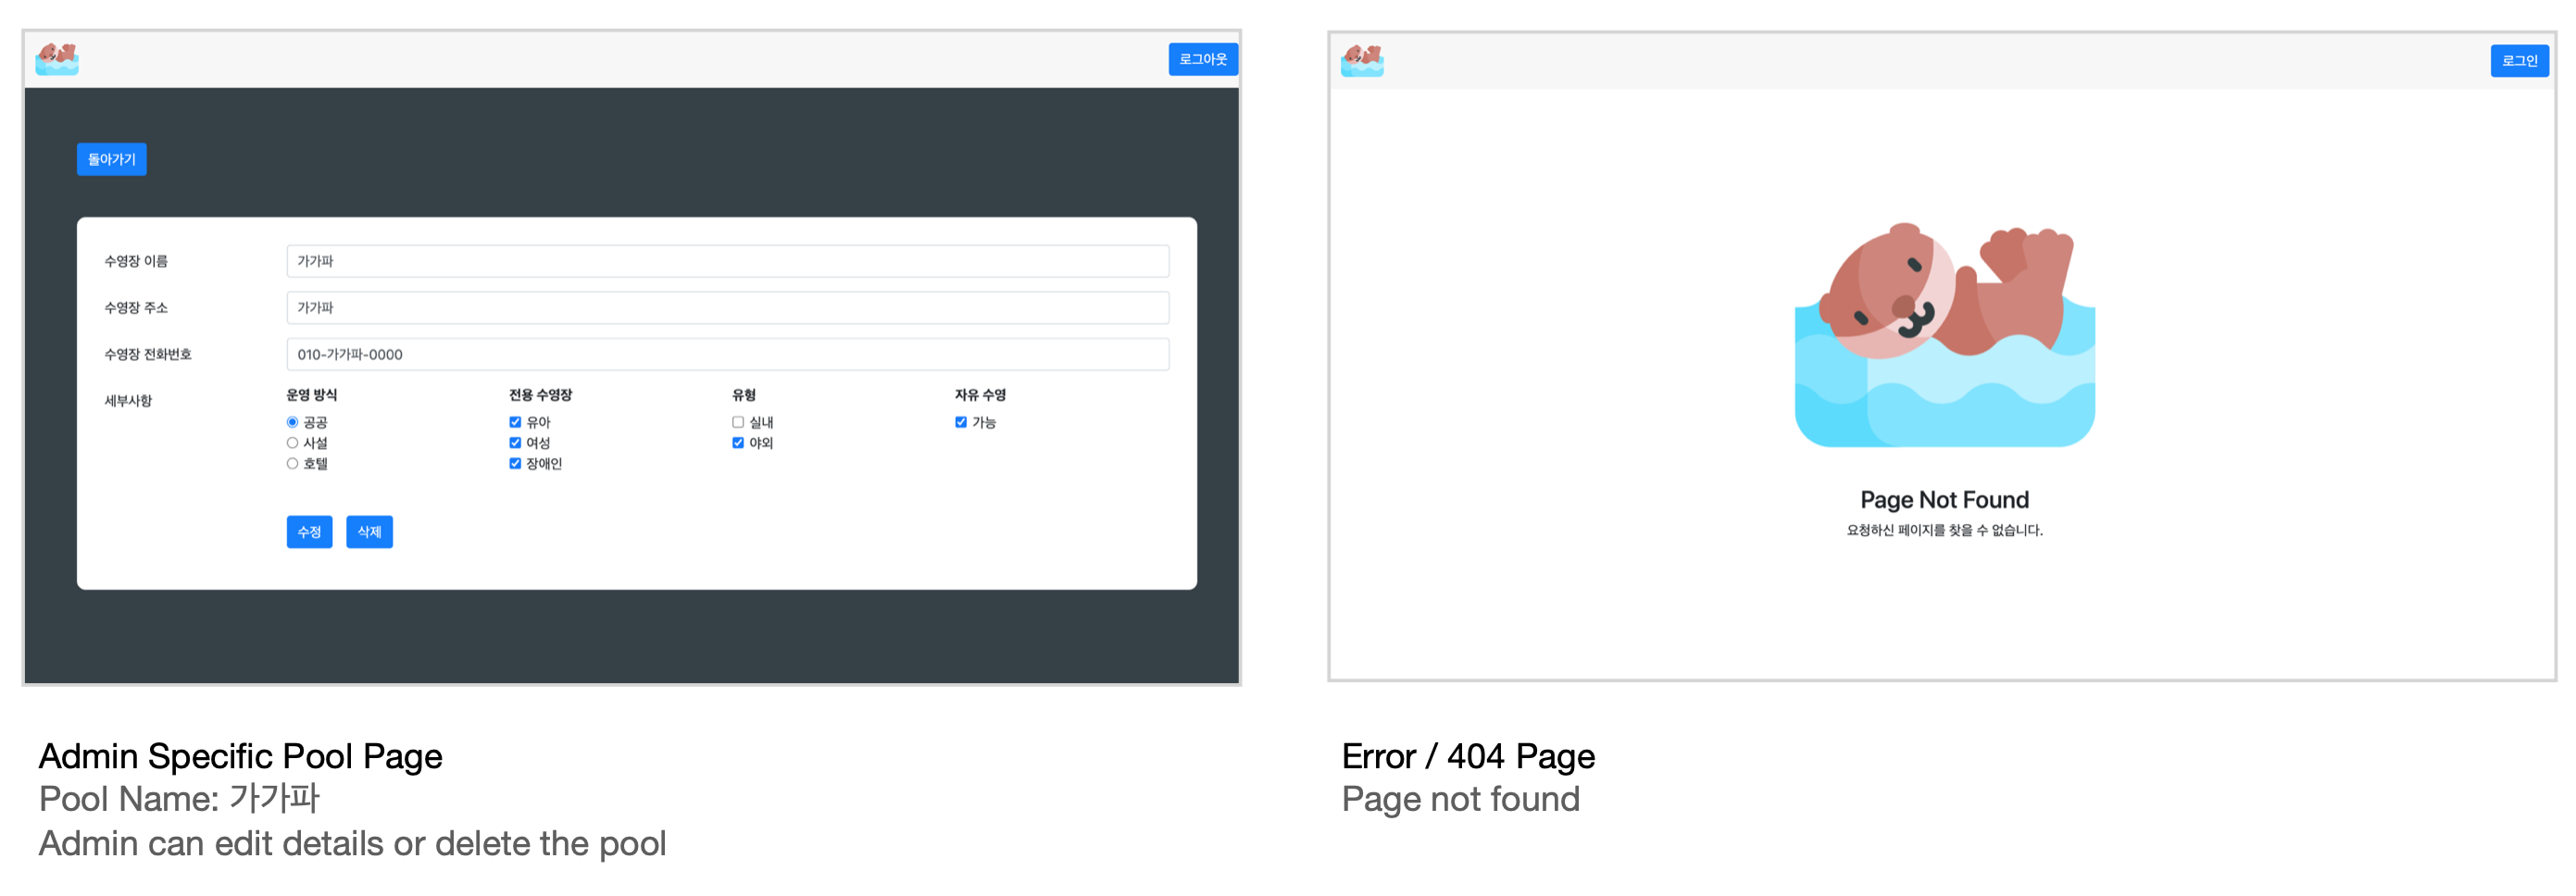 로그아웃
돌아가기
수영장 이름 가가파
수영장 주소 가가파
수영장 전화번호 010-가가파-0000
세부사항 운영 방식 전용 수영장 유형 자유 수영
공공 유아 실내 가능
사설 여성 야외
호텔 장애인
수정 삭제
Admin Specific Pool Page
Pool Name: 가가파
Admin can edit details or delete the pool
로그인
Page Not Found
요청하신 페이지를 찾을 수 없습니다.
Error / 404 Page
Page not found